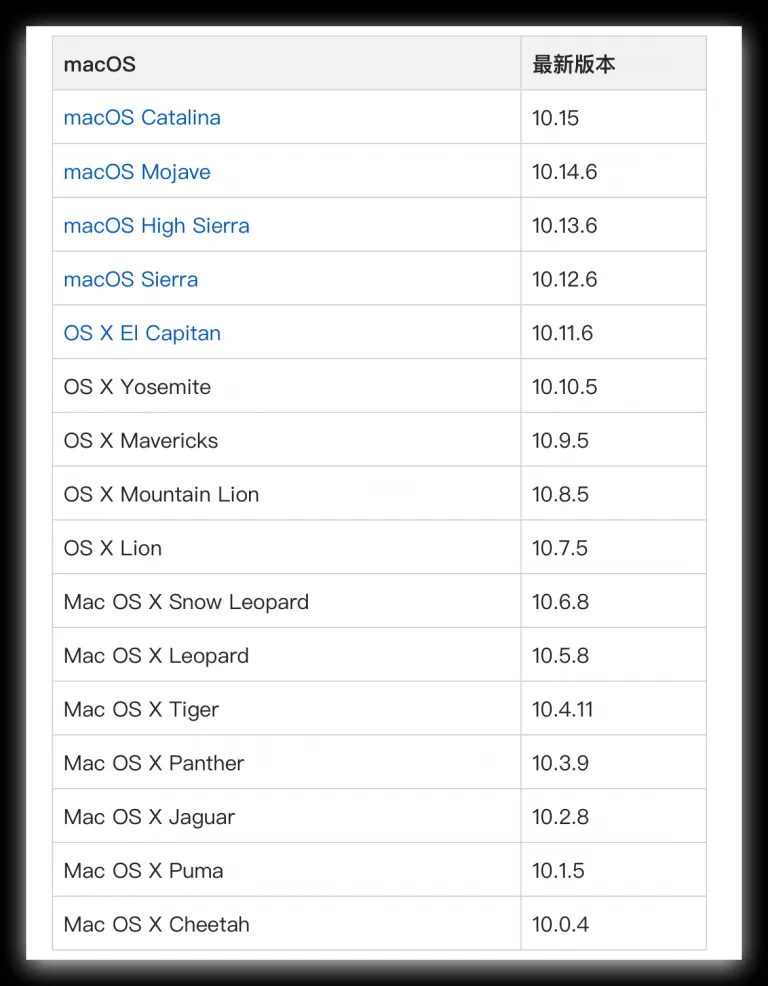 macOS 最新版本
macOS Catalina 10.15
macOS Mojave 10.14.6
macOS High Sierra 10.13.6
macOS Sierra 10.12.6
OS X El Capitan 10.11.6
OS X Yosemite 10.10.5
OS X Mavericks 10.9.5
OS X Mountain Lion 10.8.5
OS X Lion 10.7.5
Mac OS X Snow Leopard 10.6.8
Mac OS X Leopard 10.5.8
Mac OS X Tiger 10.4.11
Mac OS X Panther 10.3.9
Mac OS X Jaguar 10.2.8
Mac OS X Puma 10.1.5
Mac OS X Cheetah 10.0.4